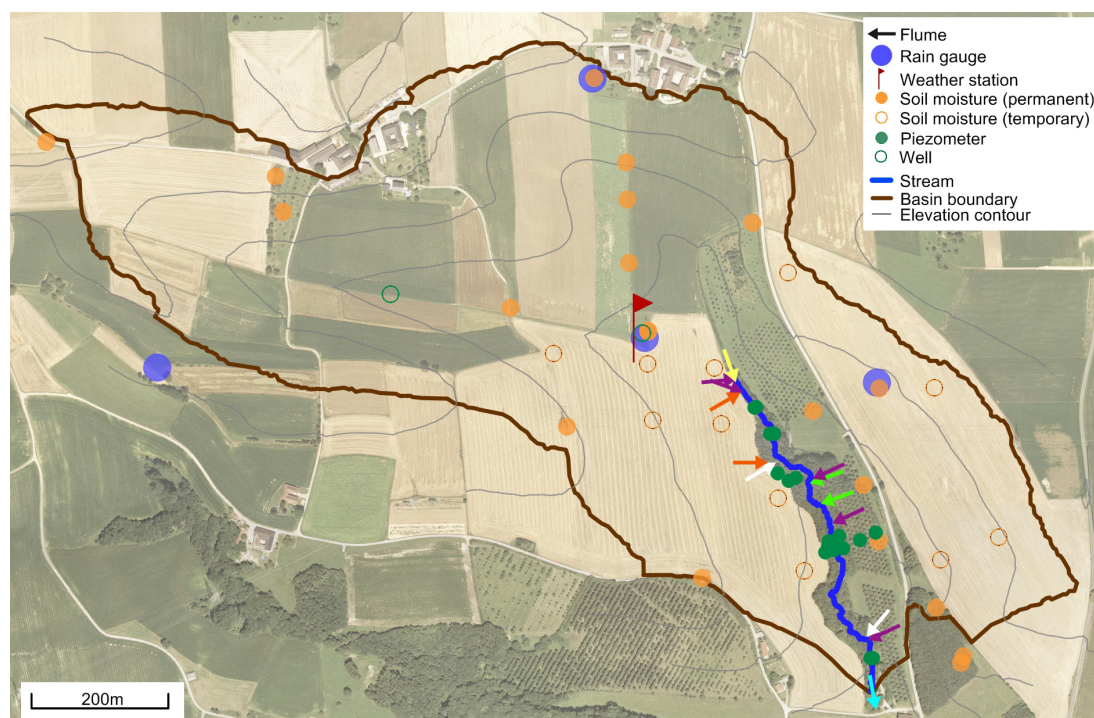 Flume
Rain gauge
Weather station
Soil moisture (permanent)
Soil moisture (temporary)
Piezometer
Well
Stream
Basin boundary
Elevation contour
200m